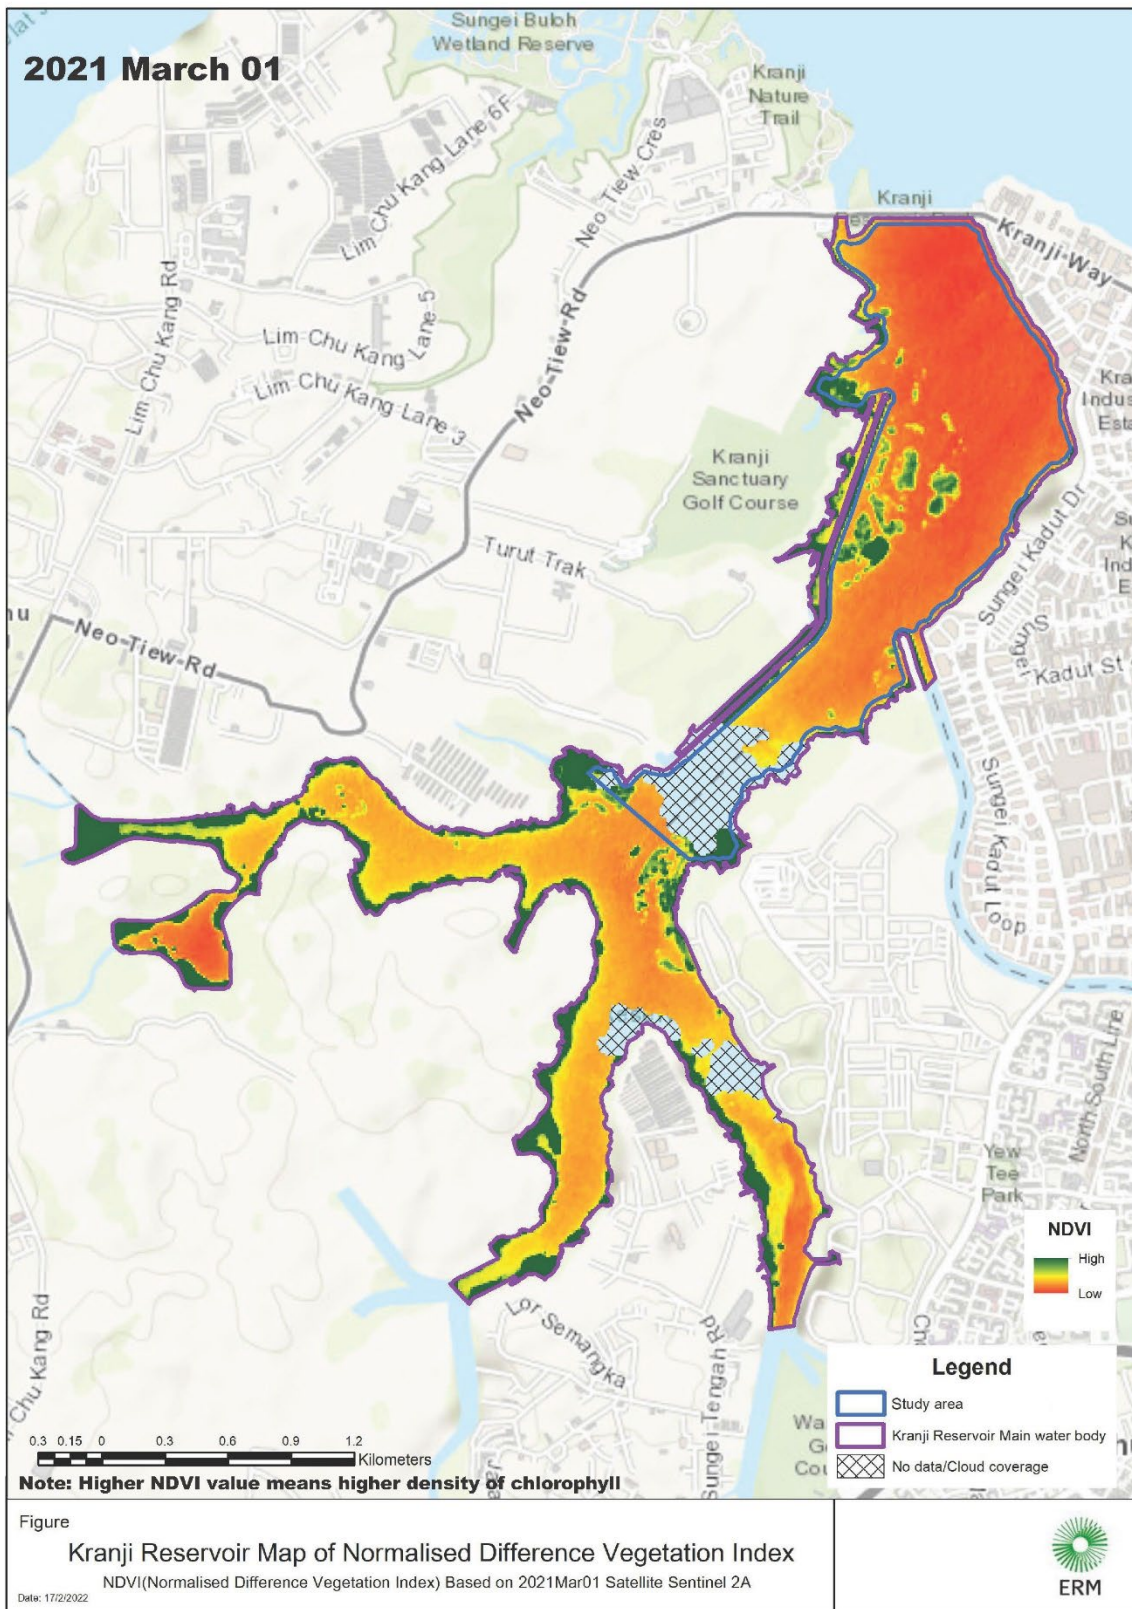 Sungei Buloh
Wetland Reserve
2021 March 01
Kranji
Nature
Trail
Lim Chu Kang Lane 6F
Neo Tiew Cres
Kranji
Kranji-Way
Lim Chu Kang Rd
Lim Chu Kang Lane 5
Neo-Tiew-Rd
Lim Chu Kang Lane 3
Kranji
Sanctuary
Golf Course
Turut Trak
Sungei Kadut Dr
Sungei
Kadut St
Neo-Tiew-Rd
Sungei Kadut Loop
North South Line
Yew
Tee
Park
NDVI
High
Low
Lor Semangka
Sungei Tengah Rd
Chu Kang Rd
Legend
Study area
Kranji Reservoir Main water body
No data/Cloud coverage
0.3 0.15 0 0.3 0.6 0.9 1.2
Kilometers
Note: Higher NDVI value means higher density of chlorophyll
Figure
Kranji Reservoir Map of Normalised Difference Vegetation Index
NDVI(Normalised Difference Vegetation Index) Based on 2021Mar01 Satellite Sentinel 2A
Date: 17/2/2022
ERM